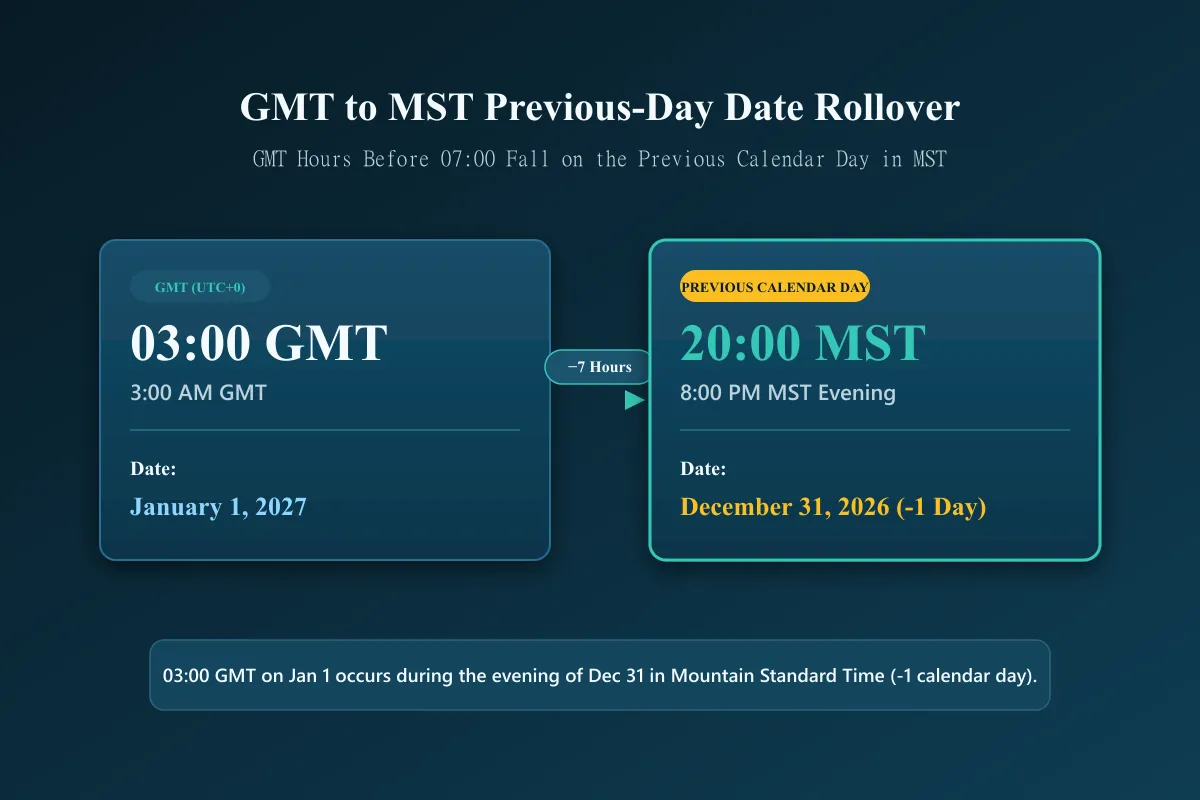 GMT to MST Previous-Day Date Rollover
GMT Hours Before 07:00 Fall on the Previous Calendar Day in MST
GMT (UTC+0)
03:00 GMT
3:00 AM GMT
Date:
January 1, 2027
−7 Hours
PREVIOUS CALENDAR DAY
20:00 MST
8:00 PM MST Evening
Date:
December 31, 2026 (-1 Day)
03:00 GMT on Jan 1 occurs during the evening of Dec 31 in Mountain Standard Time (-1 calendar day).